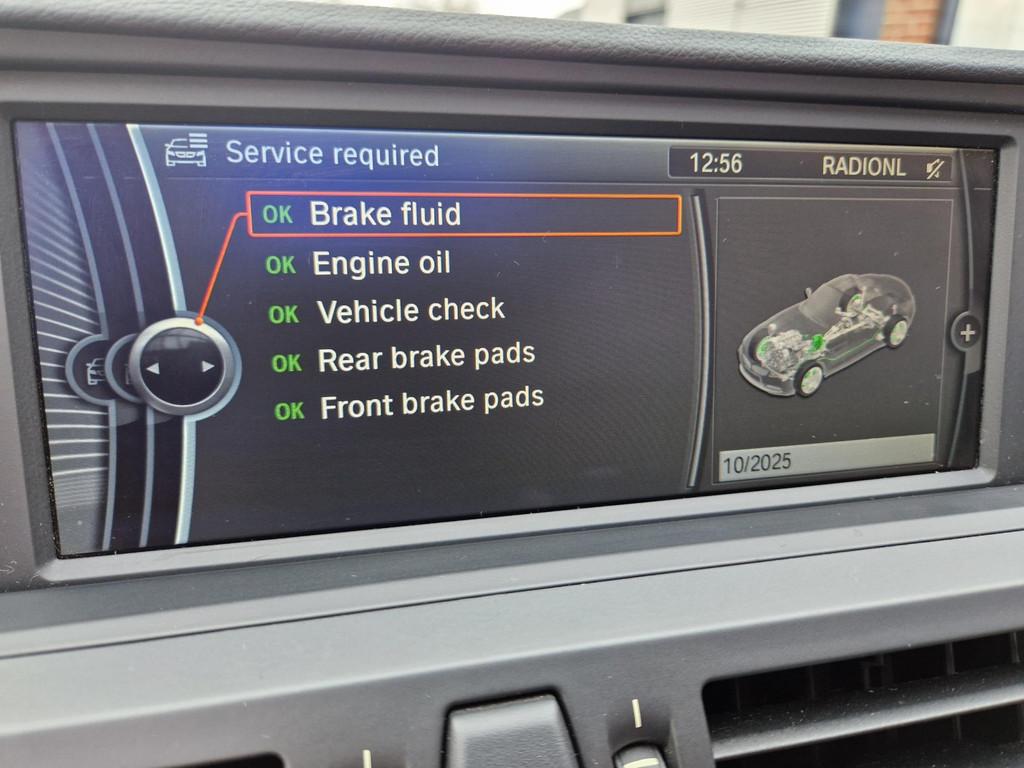 Service required
12:56 RADIONL
OK Brake fluid
OK Engine oil
OK Vehicle check
OK Rear brake pads
OK Front brake pads
10/2025